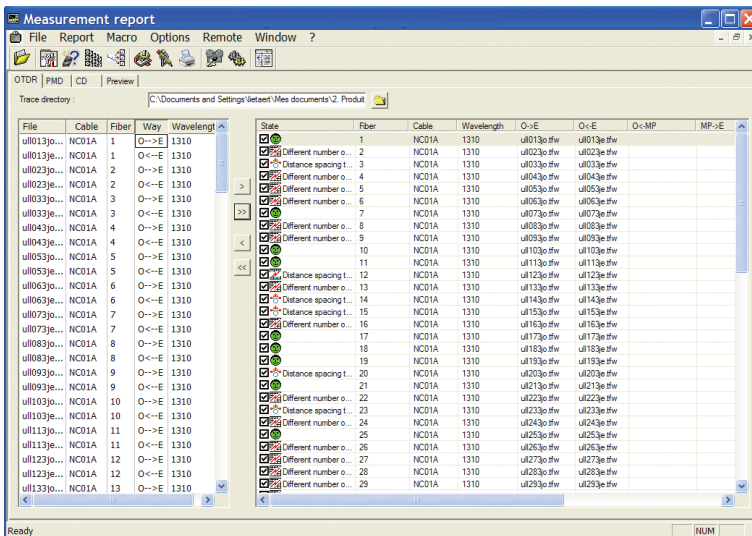 Measurement report
File Report Macro Options Remote Window ?
OTDR PMD CD Preview
Trace directory : C:\Documents and Settings\lietaert\Mes documents\2. Produit
File Cable Fiber Way Wavelengt
ull013jo... NC01A 1 O-->E 1310
ull013je... NC01A 1 O<--E 1310
ull023jo... NC01A 2 O-->E 1310
ull023je... NC01A 2 O<--E 1310
ull033jo... NC01A 3 O-->E 1310
ull033je... NC01A 3 O<--E 1310
ull043jo... NC01A 4 O-->E 1310
ull043je... NC01A 4 O<--E 1310
ull053jo... NC01A 5 O-->E 1310
ull053je... NC01A 5 O<--E 1310
ull063jo... NC01A 6 O-->E 1310
ull063je... NC01A 6 O<--E 1310
ull073jo... NC01A 7 O-->E 1310
ull073je... NC01A 7 O<--E 1310
ull083jo... NC01A 8 O-->E 1310
ull083je... NC01A 8 O<--E 1310
ull093jo... NC01A 9 O-->E 1310
ull093je... NC01A 9 O<--E 1310
ull103jo... NC01A 10 O-->E 1310
ull103je... NC01A 10 O<--E 1310
ull113jo... NC01A 11 O-->E 1310
ull113je... NC01A 11 O<--E 1310
ull123jo... NC01A 12 O-->E 1310
ull123je... NC01A 12 O<--E 1310
ull133jo... NC01A 13 O-->E 1310
>
>>
<
<<
State Fiber Cable Wavelength O->E O<-E O<-MP MP->E
1 NC01A 1310 ull013jo.tfw ull013je.tfw
Different number o... 2 NC01A 1310 ull023jo.tfw ull023je.tfw
Distance spacing t... 3 NC01A 1310 ull033jo.tfw ull033je.tfw
Different number o... 4 NC01A 1310 ull043jo.tfw ull043je.tfw
Different number o... 5 NC01A 1310 ull053jo.tfw ull053je.tfw
Different number o... 6 NC01A 1310 ull063jo.tfw ull063je.tfw
7 NC01A 1310 ull073jo.tfw ull073je.tfw
Different number o... 8 NC01A 1310 ull083jo.tfw ull083je.tfw
Different number o... 9 NC01A 1310 ull093jo.tfw ull093je.tfw
10 NC01A 1310 ull103jo.tfw ull103je.tfw
11 NC01A 1310 ull113jo.tfw ull113je.tfw
Distance spacing t... 12 NC01A 1310 ull123jo.tfw ull123je.tfw
Different number o... 13 NC01A 1310 ull133jo.tfw ull133je.tfw
Distance spacing t... 14 NC01A 1310 ull143jo.tfw ull143je.tfw
Distance spacing t... 15 NC01A 1310 ull153jo.tfw ull153je.tfw
Different number o... 16 NC01A 1310 ull163jo.tfw ull163je.tfw
17 NC01A 1310 ull173jo.tfw ull173je.tfw
18 NC01A 1310 ull183jo.tfw ull183je.tfw
19 NC01A 1310 ull193jo.tfw ull193je.tfw
Distance spacing t... 20 NC01A 1310 ull203jo.tfw ull203je.tfw
21 NC01A 1310 ull213jo.tfw ull213je.tfw
Different number o... 22 NC01A 1310 ull223jo.tfw ull223je.tfw
Distance spacing t... 23 NC01A 1310 ull233jo.tfw ull233je.tfw
Different number o... 24 NC01A 1310 ull243jo.tfw ull243je.tfw
25 NC01A 1310 ull253jo.tfw ull253je.tfw
Different number o... 26 NC01A 1310 ull263jo.tfw ull263je.tfw
Different number o... 27 NC01A 1310 ull273jo.tfw ull273je.tfw
Different number o... 28 NC01A 1310 ull283jo.tfw ull283je.tfw
Different number o... 29 NC01A 1310 ull293jo.tfw ull293je.tfw
Ready NUM